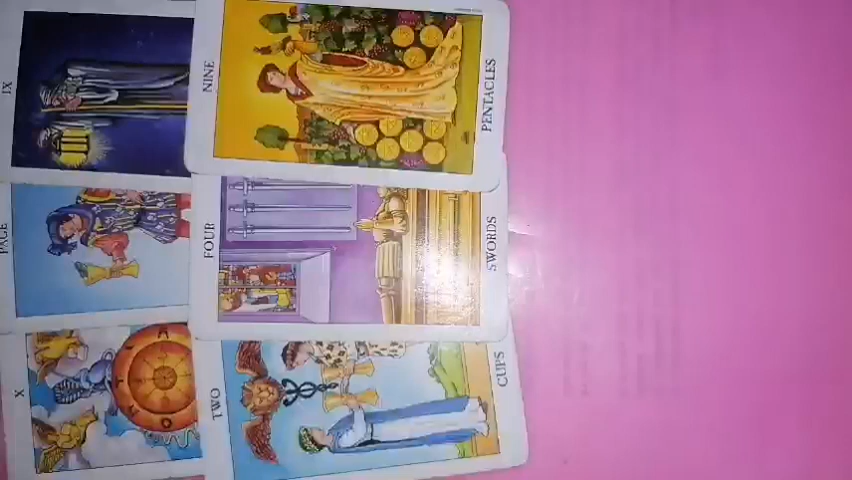 IX
NINE
PENTACLES
PAGE
FOUR
SWORDS
X
TWO
CUPS